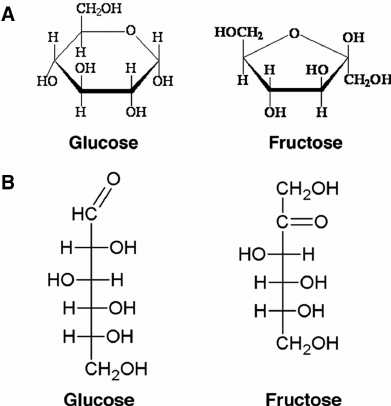 A
CH₂OH
H O H
H
OH H
HO OH
H OH
Glucose
HOCH₂ O OH
H HO
H CH₂OH
OH H
Fructose
B
O
HC
H OH
HO H
H OH
H OH
CH₂OH
Glucose
CH₂OH
C=O
HO H
H OH
H OH
CH₂OH
Fructose